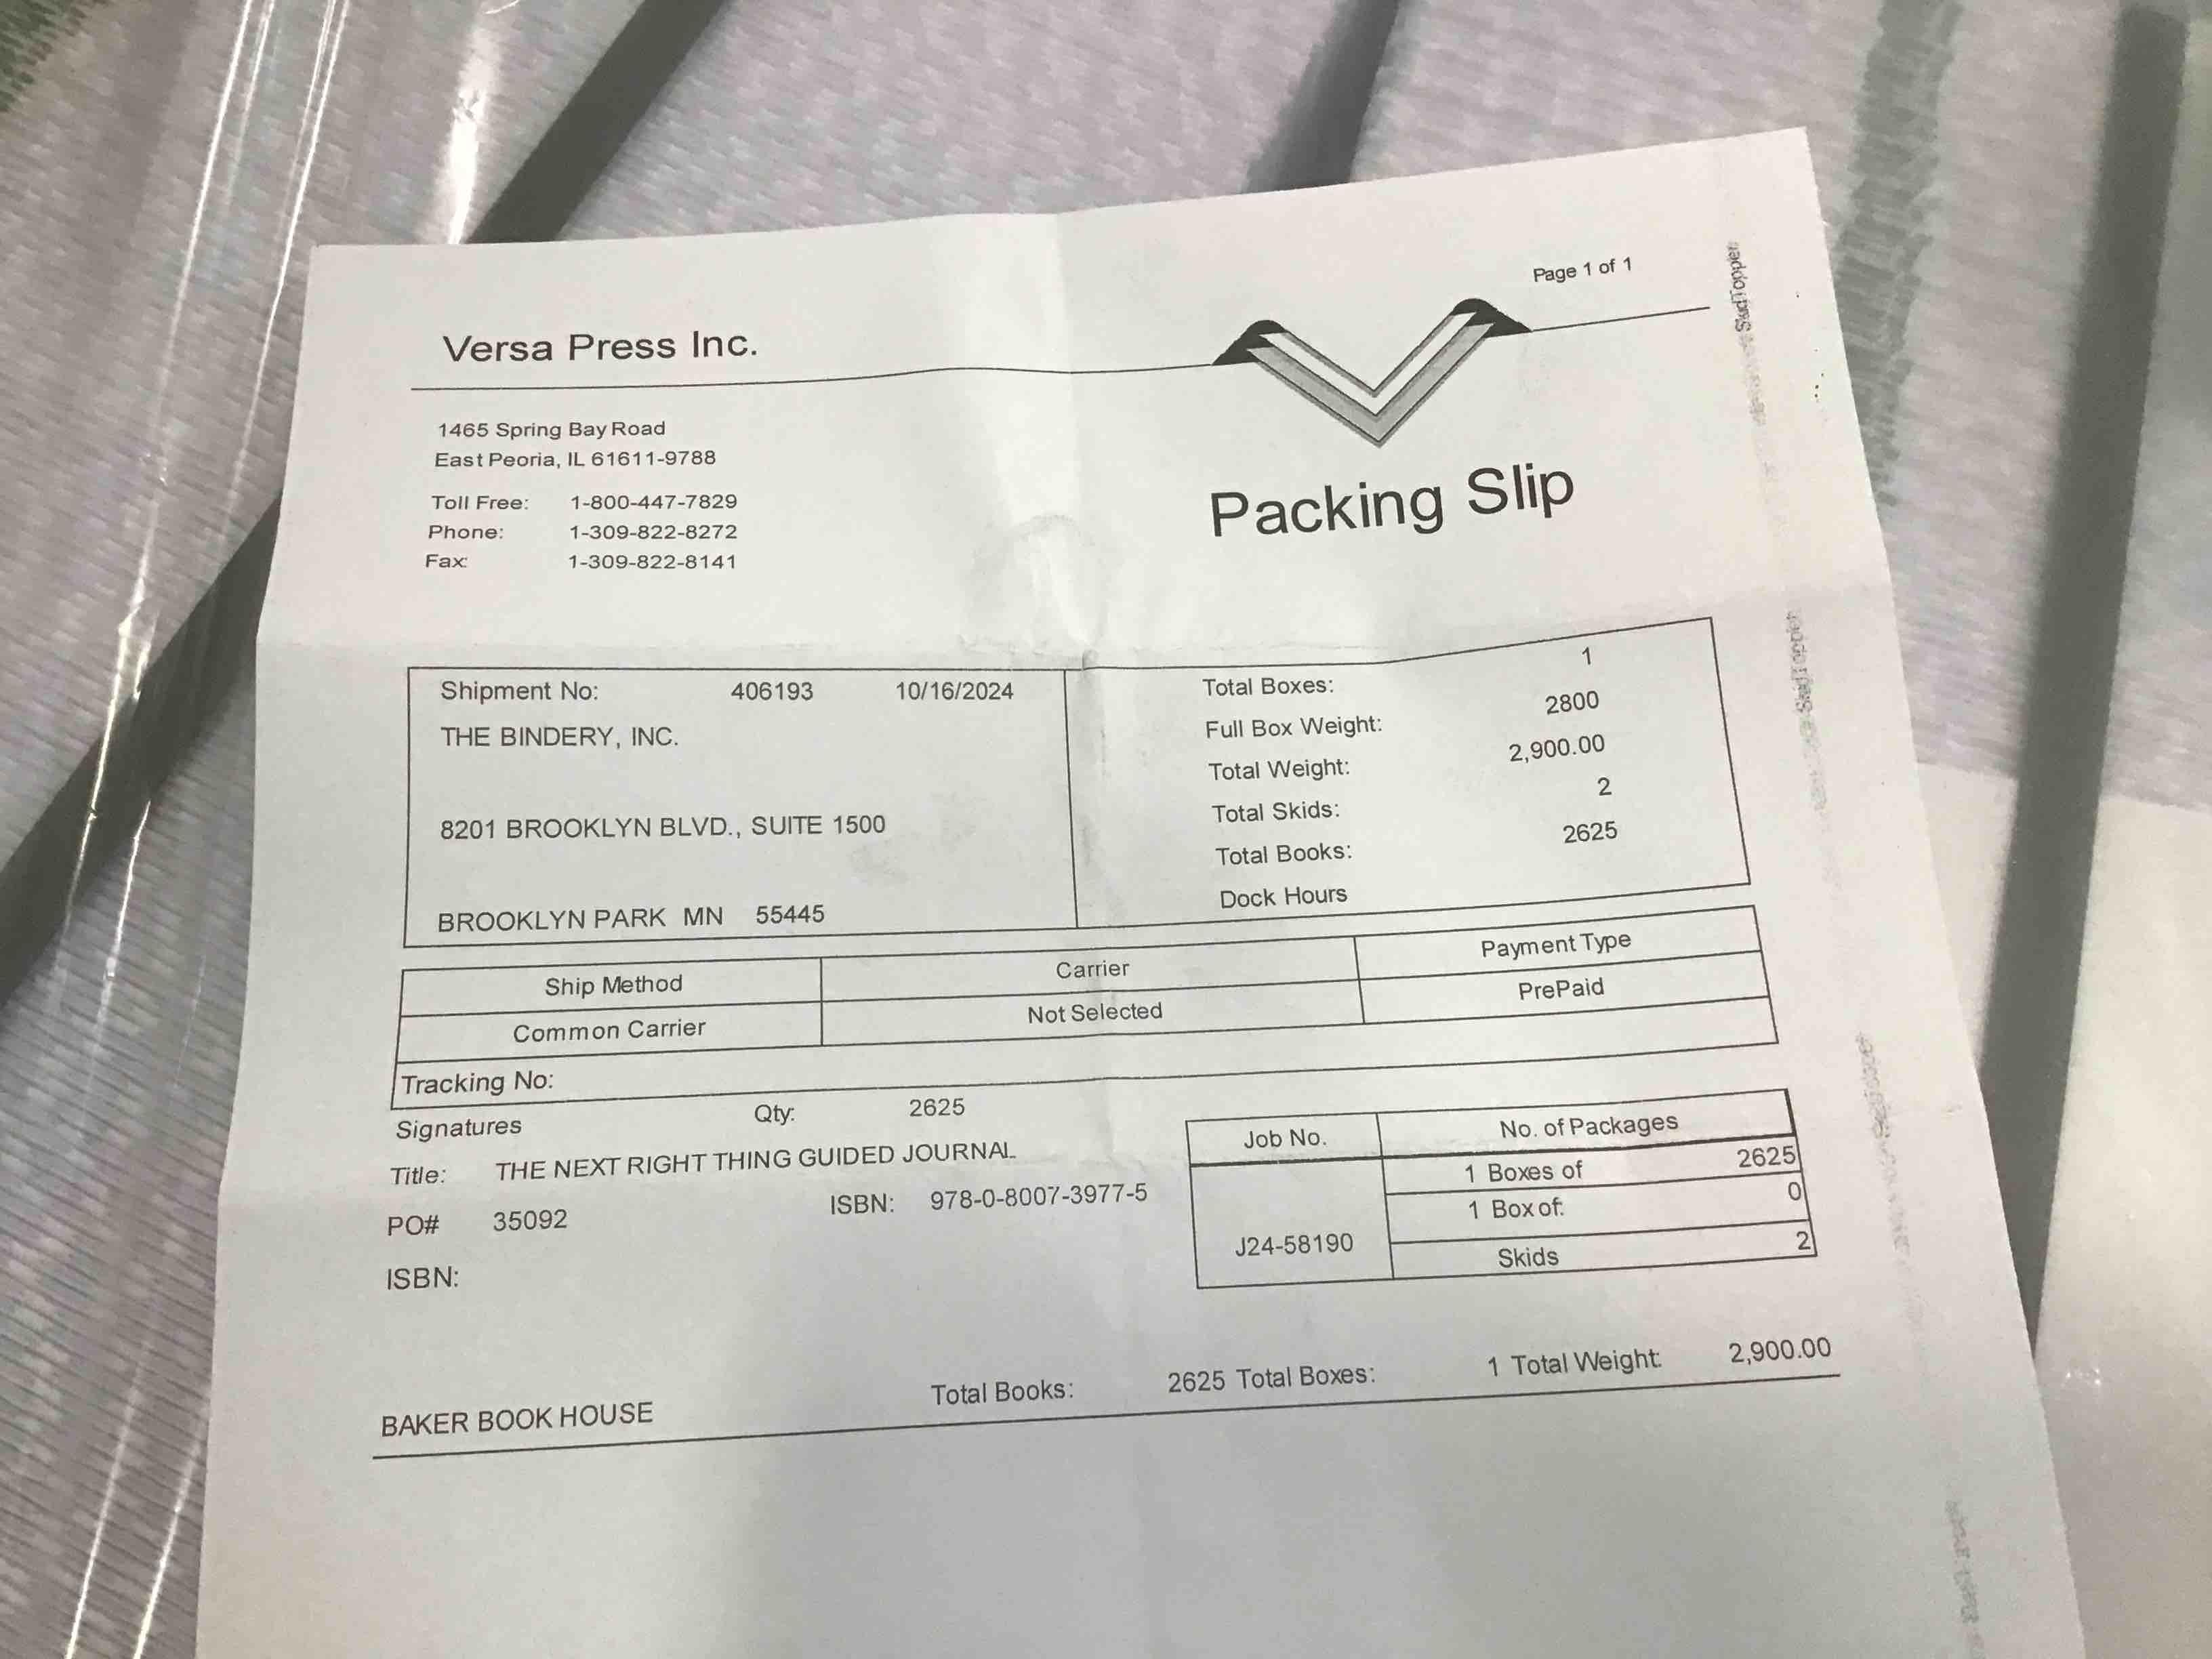 Page 1 of 1
Versa Press Inc.
1465 Spring Bay Road
East Peoria, IL 61611-9788
Toll Free: 1-800-447-7829
Phone: 1-309-822-8272
Fax: 1-309-822-8141
Packing Slip
Shipment No: 406193 10/16/2024
THE BINDERY, INC.
8201 BROOKLYN BLVD., SUITE 1500
BROOKLYN PARK MN 55445
Total Boxes: 1
Full Box Weight: 2800
Total Weight: 2,900.00
Total Skids: 2
Total Books: 2625
Dock Hours
Ship Method Carrier Payment Type
Common Carrier Not Selected PrePaid
Tracking No:
Signatures Qty: 2625
Title: THE NEXT RIGHT THING GUIDED JOURNAL
PO# 35092 ISBN: 978-0-8007-3977-5
ISBN:
Job No. No. of Packages
1 Boxes of 2625
1 Box of: 0
J24-58190
Skids 2
BAKER BOOK HOUSE Total Books: 2625 Total Boxes: 1 Total Weight: 2,900.00